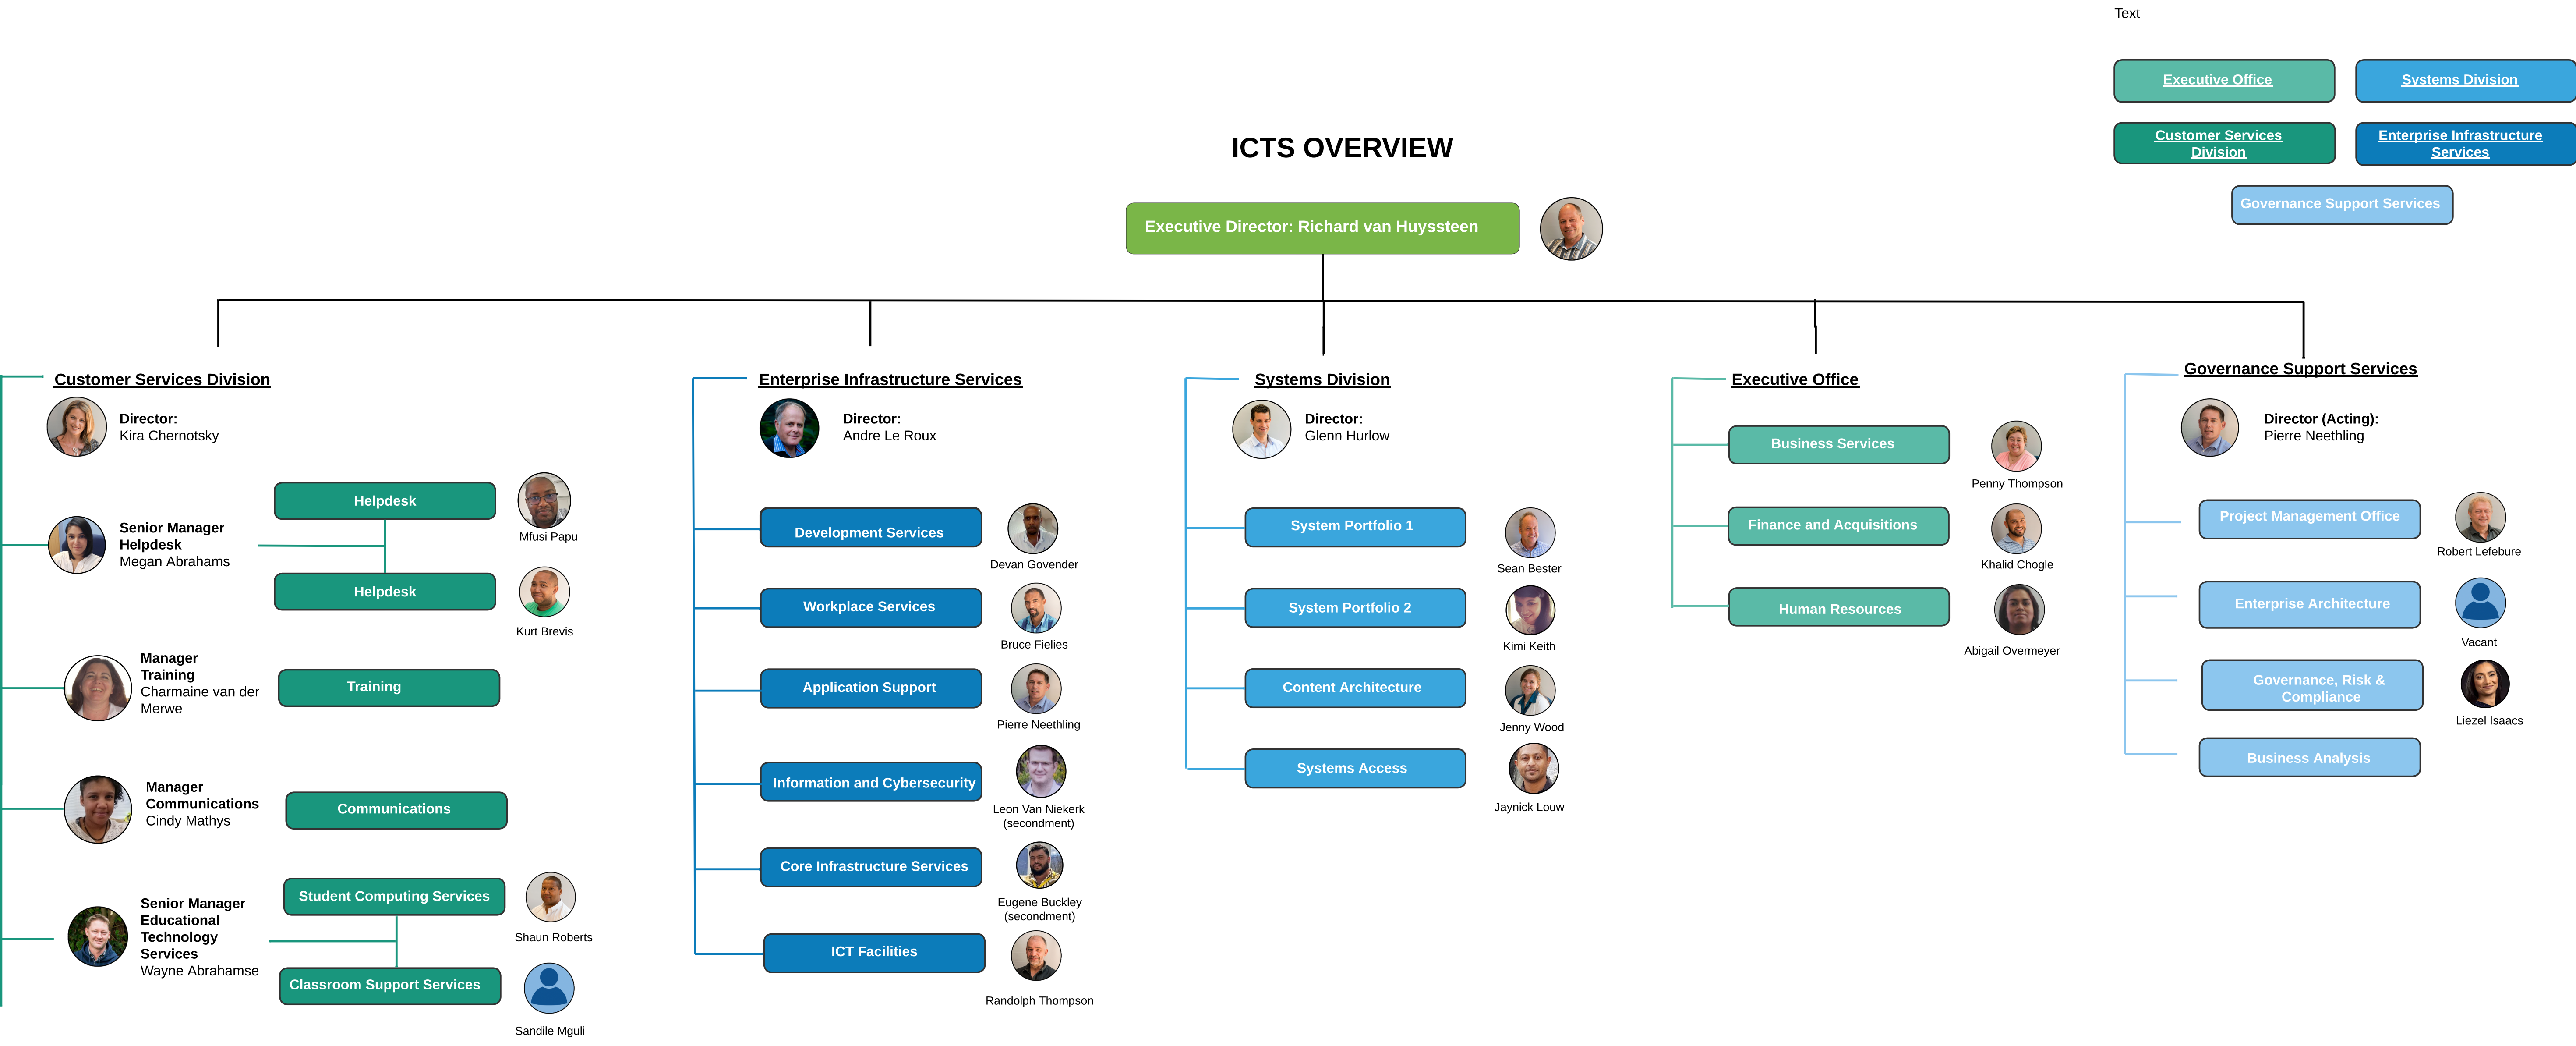 Text
Executive Office
Systems Division
Customer Services
Division
Enterprise Infrastructure
Services
Governance Support Services
ICTS OVERVIEW
Executive Director: Richard van Huyssteen
Customer Services Division
Director:
Kira Chernotsky
Senior Manager
Helpdesk
Megan Abrahams
Helpdesk
Mfusi Papu
Helpdesk
Kurt Brevis
Manager
Training
Charmaine van der
Merwe
Training
Manager
Communications
Cindy Mathys
Communications
Senior Manager
Educational
Technology
Services
Wayne Abrahamse
Student Computing Services
Shaun Roberts
Classroom Support Services
Sandile Mguli
Enterprise Infrastructure Services
Director:
Andre Le Roux
Development Services
Devan Govender
Workplace Services
Bruce Fielies
Application Support
Pierre Neethling
Information and Cybersecurity
Leon Van Niekerk
(secondment)
Core Infrastructure Services
Eugene Buckley
(secondment)
ICT Facilities
Randolph Thompson
Systems Division
Director:
Glenn Hurlow
System Portfolio 1
Sean Bester
System Portfolio 2
Kimi Keith
Content Architecture
Jenny Wood
Systems Access
Jaynick Louw
Executive Office
Business Services
Penny Thompson
Finance and Acquisitions
Khalid Chogle
Human Resources
Abigail Overmeyer
Governance Support Services
Director (Acting):
Pierre Neethling
Project Management Office
Robert Lefebure
Enterprise Architecture
Vacant
Governance, Risk &
Compliance
Liezel Isaacs
Business Analysis